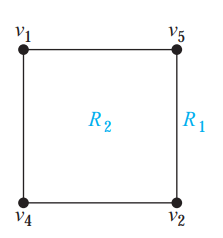 v₁ v₅
R₂ R₁
v₄ v₂